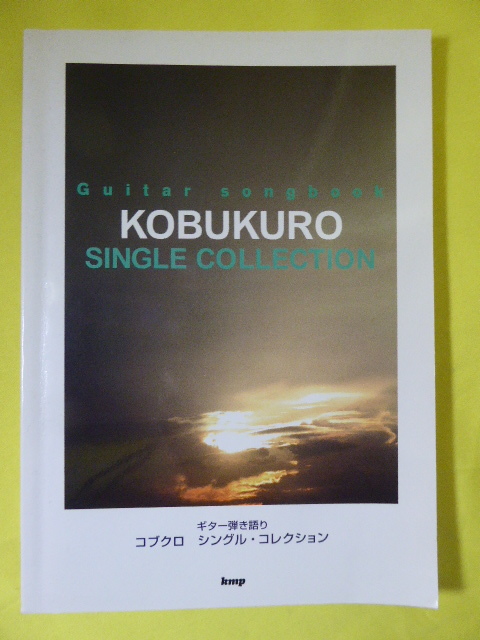 Guitar songbook
KOBUKURO
SINGLE COLLECTION
ギター弾き語り
コブクロ シングル・コレクション
kmp